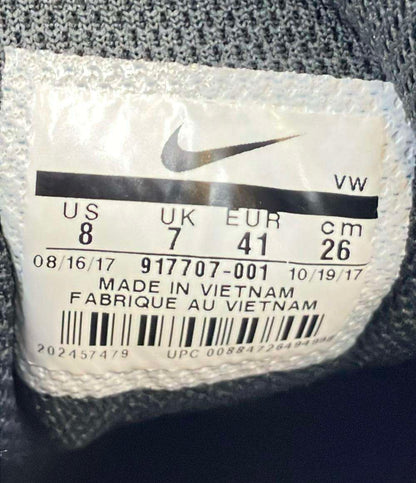 VW
US UK EUR cm
8 7 41 26
08/16/17 917707-001 10/19/17
MADE IN VIETNAM
FABRIQUE AU VIETNAM
202457479 UPC